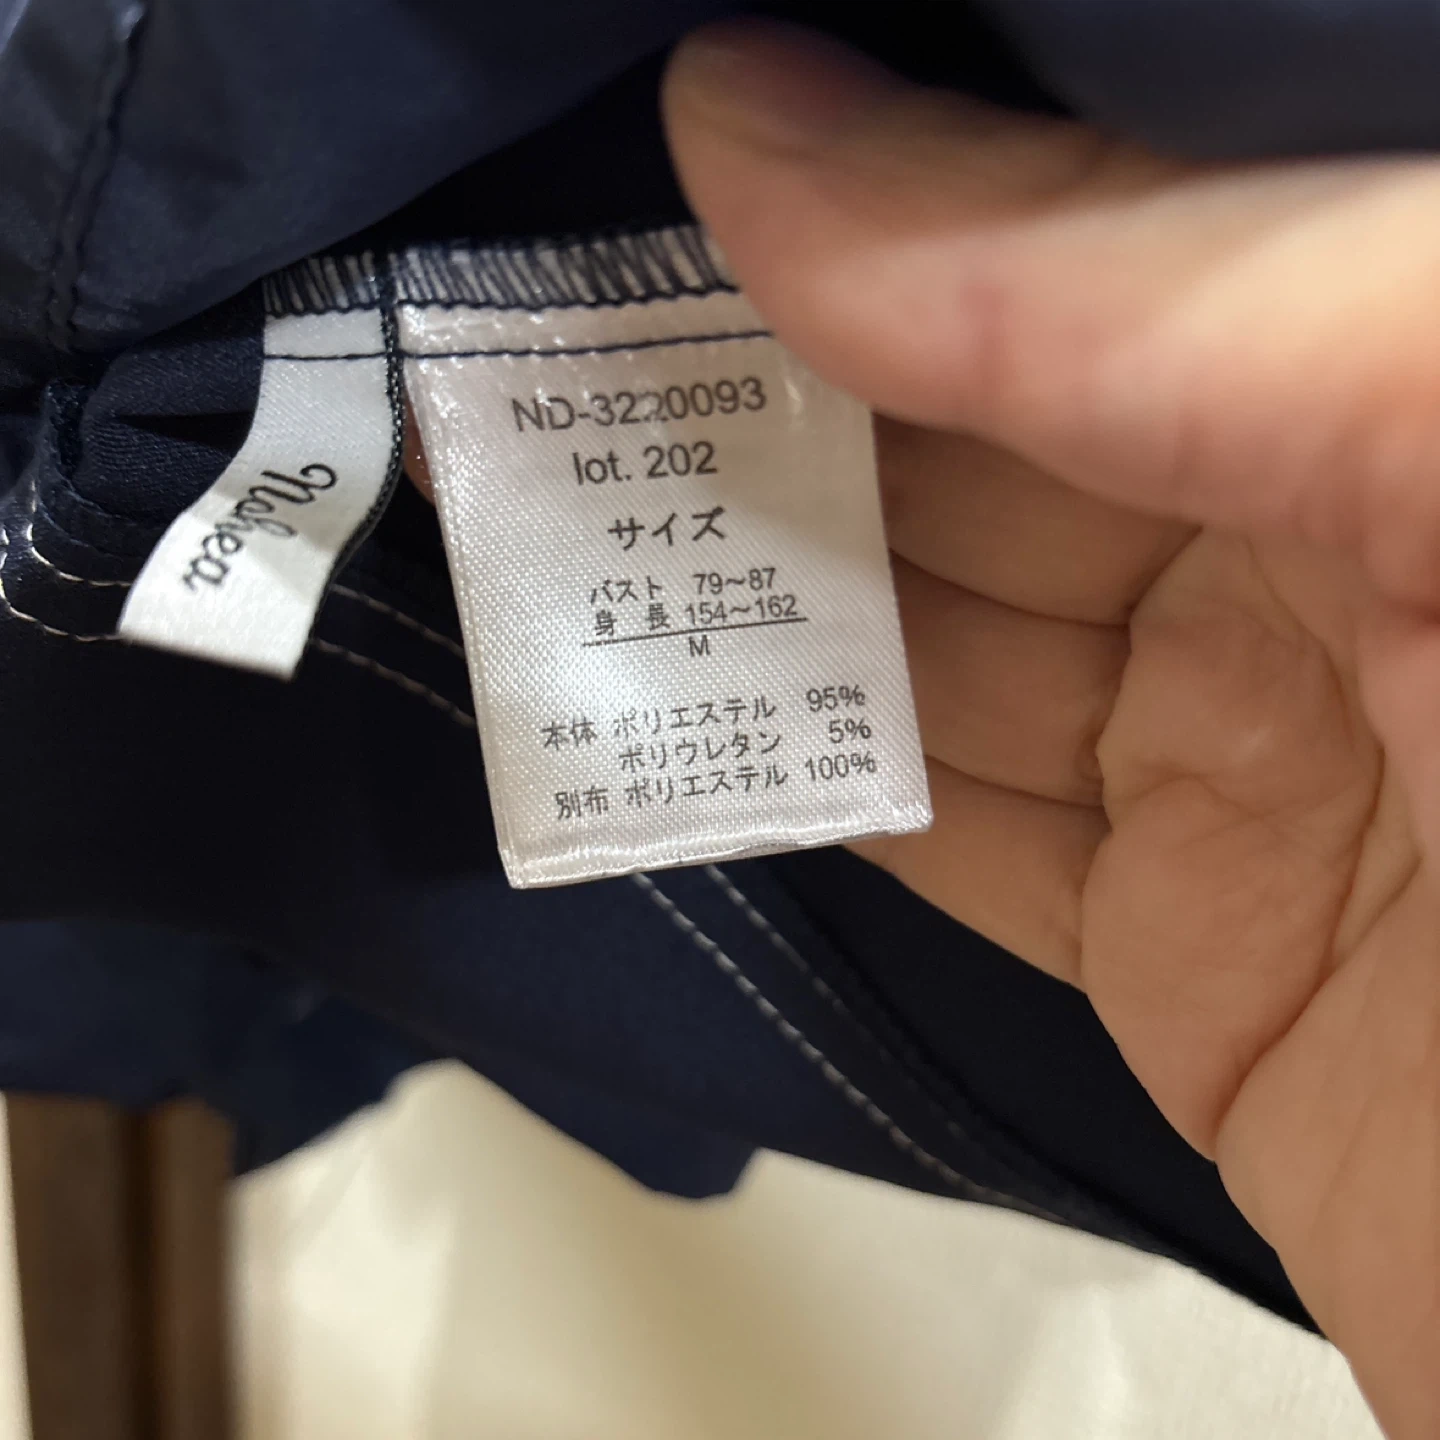 Nohea.
ND-3220093
lot. 202
サイズ
バスト 79～87
身 長 154～162
M
本体 ポリエステル 95%
ポリウレタン 5%
別布 ポリエステル 100%